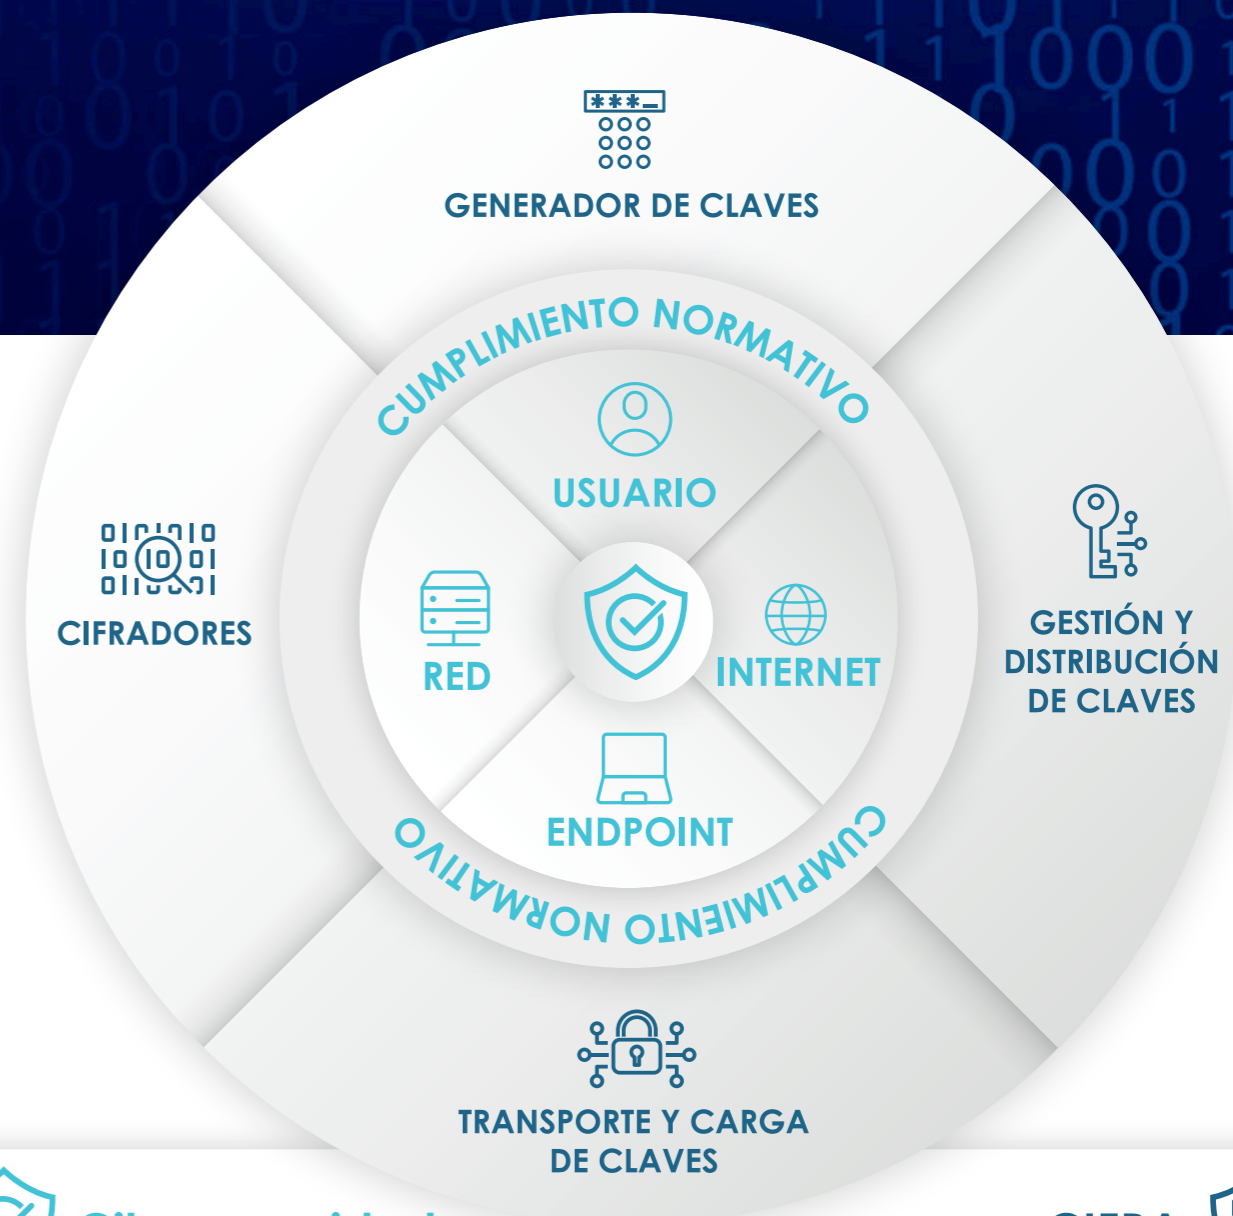 GENERADOR DE CLAVES
CUMPLIMIENTO NORMATIVO
USUARIO
CIFRADORES
RED
INTERNET
GESTIÓN Y
DISTRIBUCIÓN
DE CLAVES
ENDPOINT
CUMPLIMIENTO NORMATIVO
TRANSPORTE Y CARGA
DE CLAVES